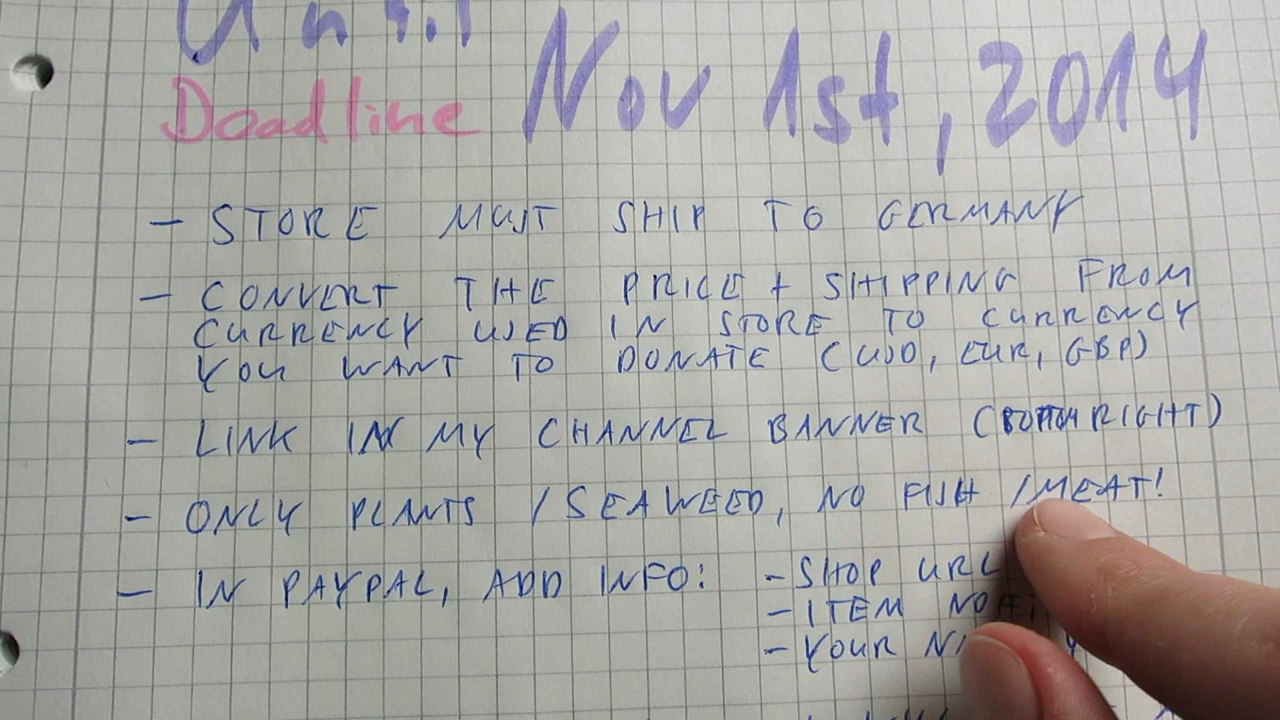 Until
Deadline Nov 1st, 2014
- STORE MUST SHIP TO GERMANY
- CONVERT THE PRICE + SHIPPING FROM
CURRENCY USED IN STORE TO CURRENCY
YOU WANT TO DONATE (USD, EUR, GBP)
- LINK IN MY CHANNEL BANNER ( RIGHT)
- ONLY PLANTS / SEAWEED, NO FISH / MEAT!
- IN PAYPAL, ADD INFO: - SHOP URL
- ITEM
- YOUR